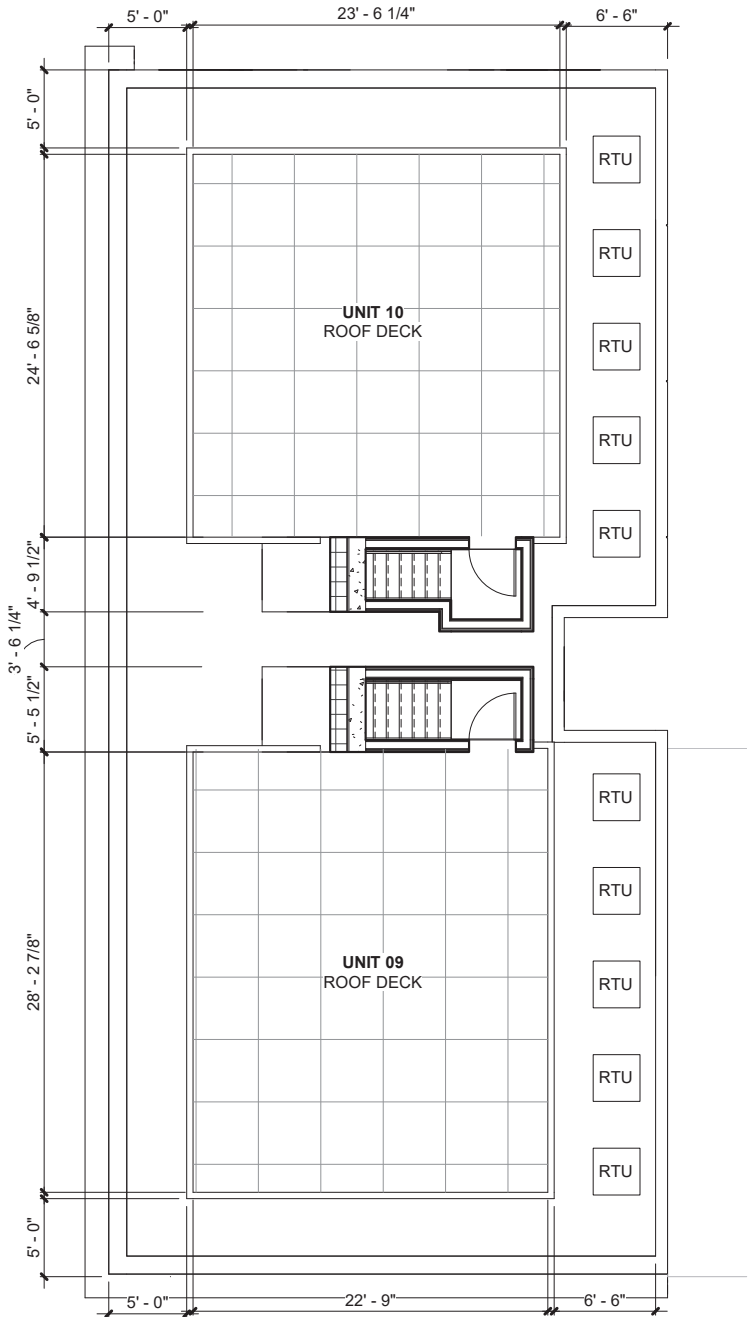 5' - 0"
23' - 6 1/4"
6' - 6"
5' - 0"
RTU
RTU
24' - 6 5/8"
UNIT 10
ROOF DECK
RTU
RTU
RTU
4' - 9 1/2"
3' - 6 1/4"
5' - 5 1/2"
RTU
RTU
28' - 2 7/8"
UNIT 09
ROOF DECK
RTU
RTU
RTU
5' - 0"
5' - 0"
22' - 9"
6' - 6"